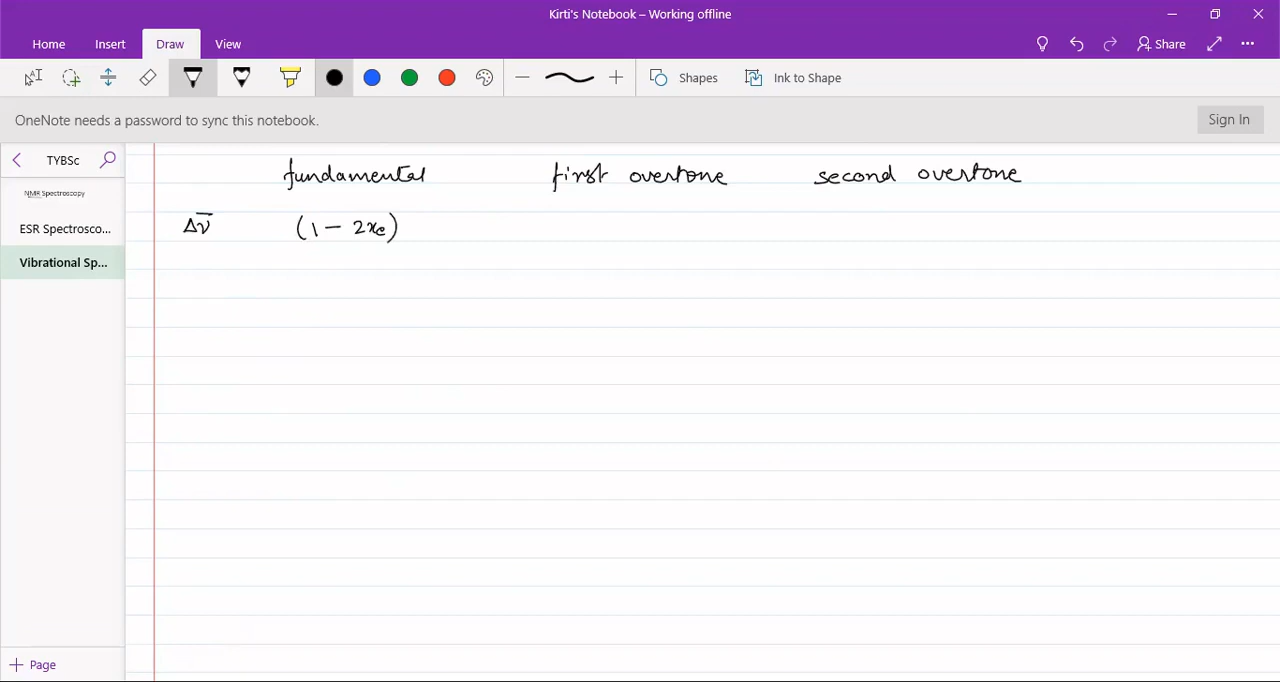 Kirti's Notebook – Working offline
Home Insert Draw View Share
Shapes Ink to Shape
OneNote needs a password to sync this notebook. Sign In
TYBSc
NMR Spectroscopy
ESR Spectrosco...
Vibrational Sp...
fundamental first overtone second overtone
Δν̅ (1 - 2xₑ)
Page